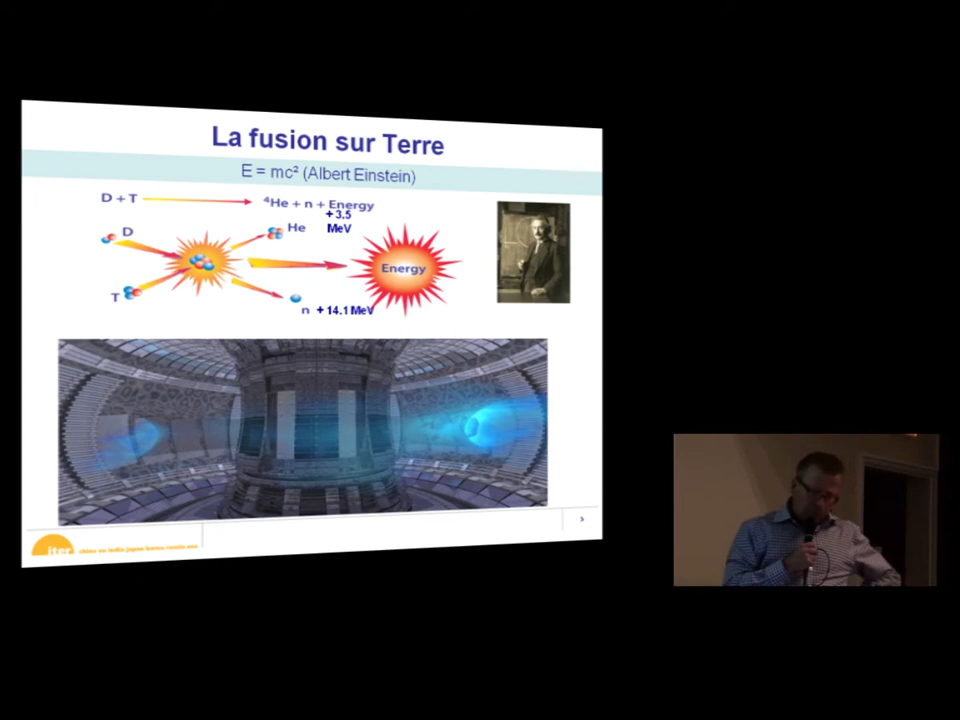 La fusion sur Terre
E = mc² (Albert Einstein)
D + T
⁴He + n + Energy
+ 3.5
MeV
D
He
Energy
T
n + 14.1 MeV
iter
china eu india japan korea russia usa
5